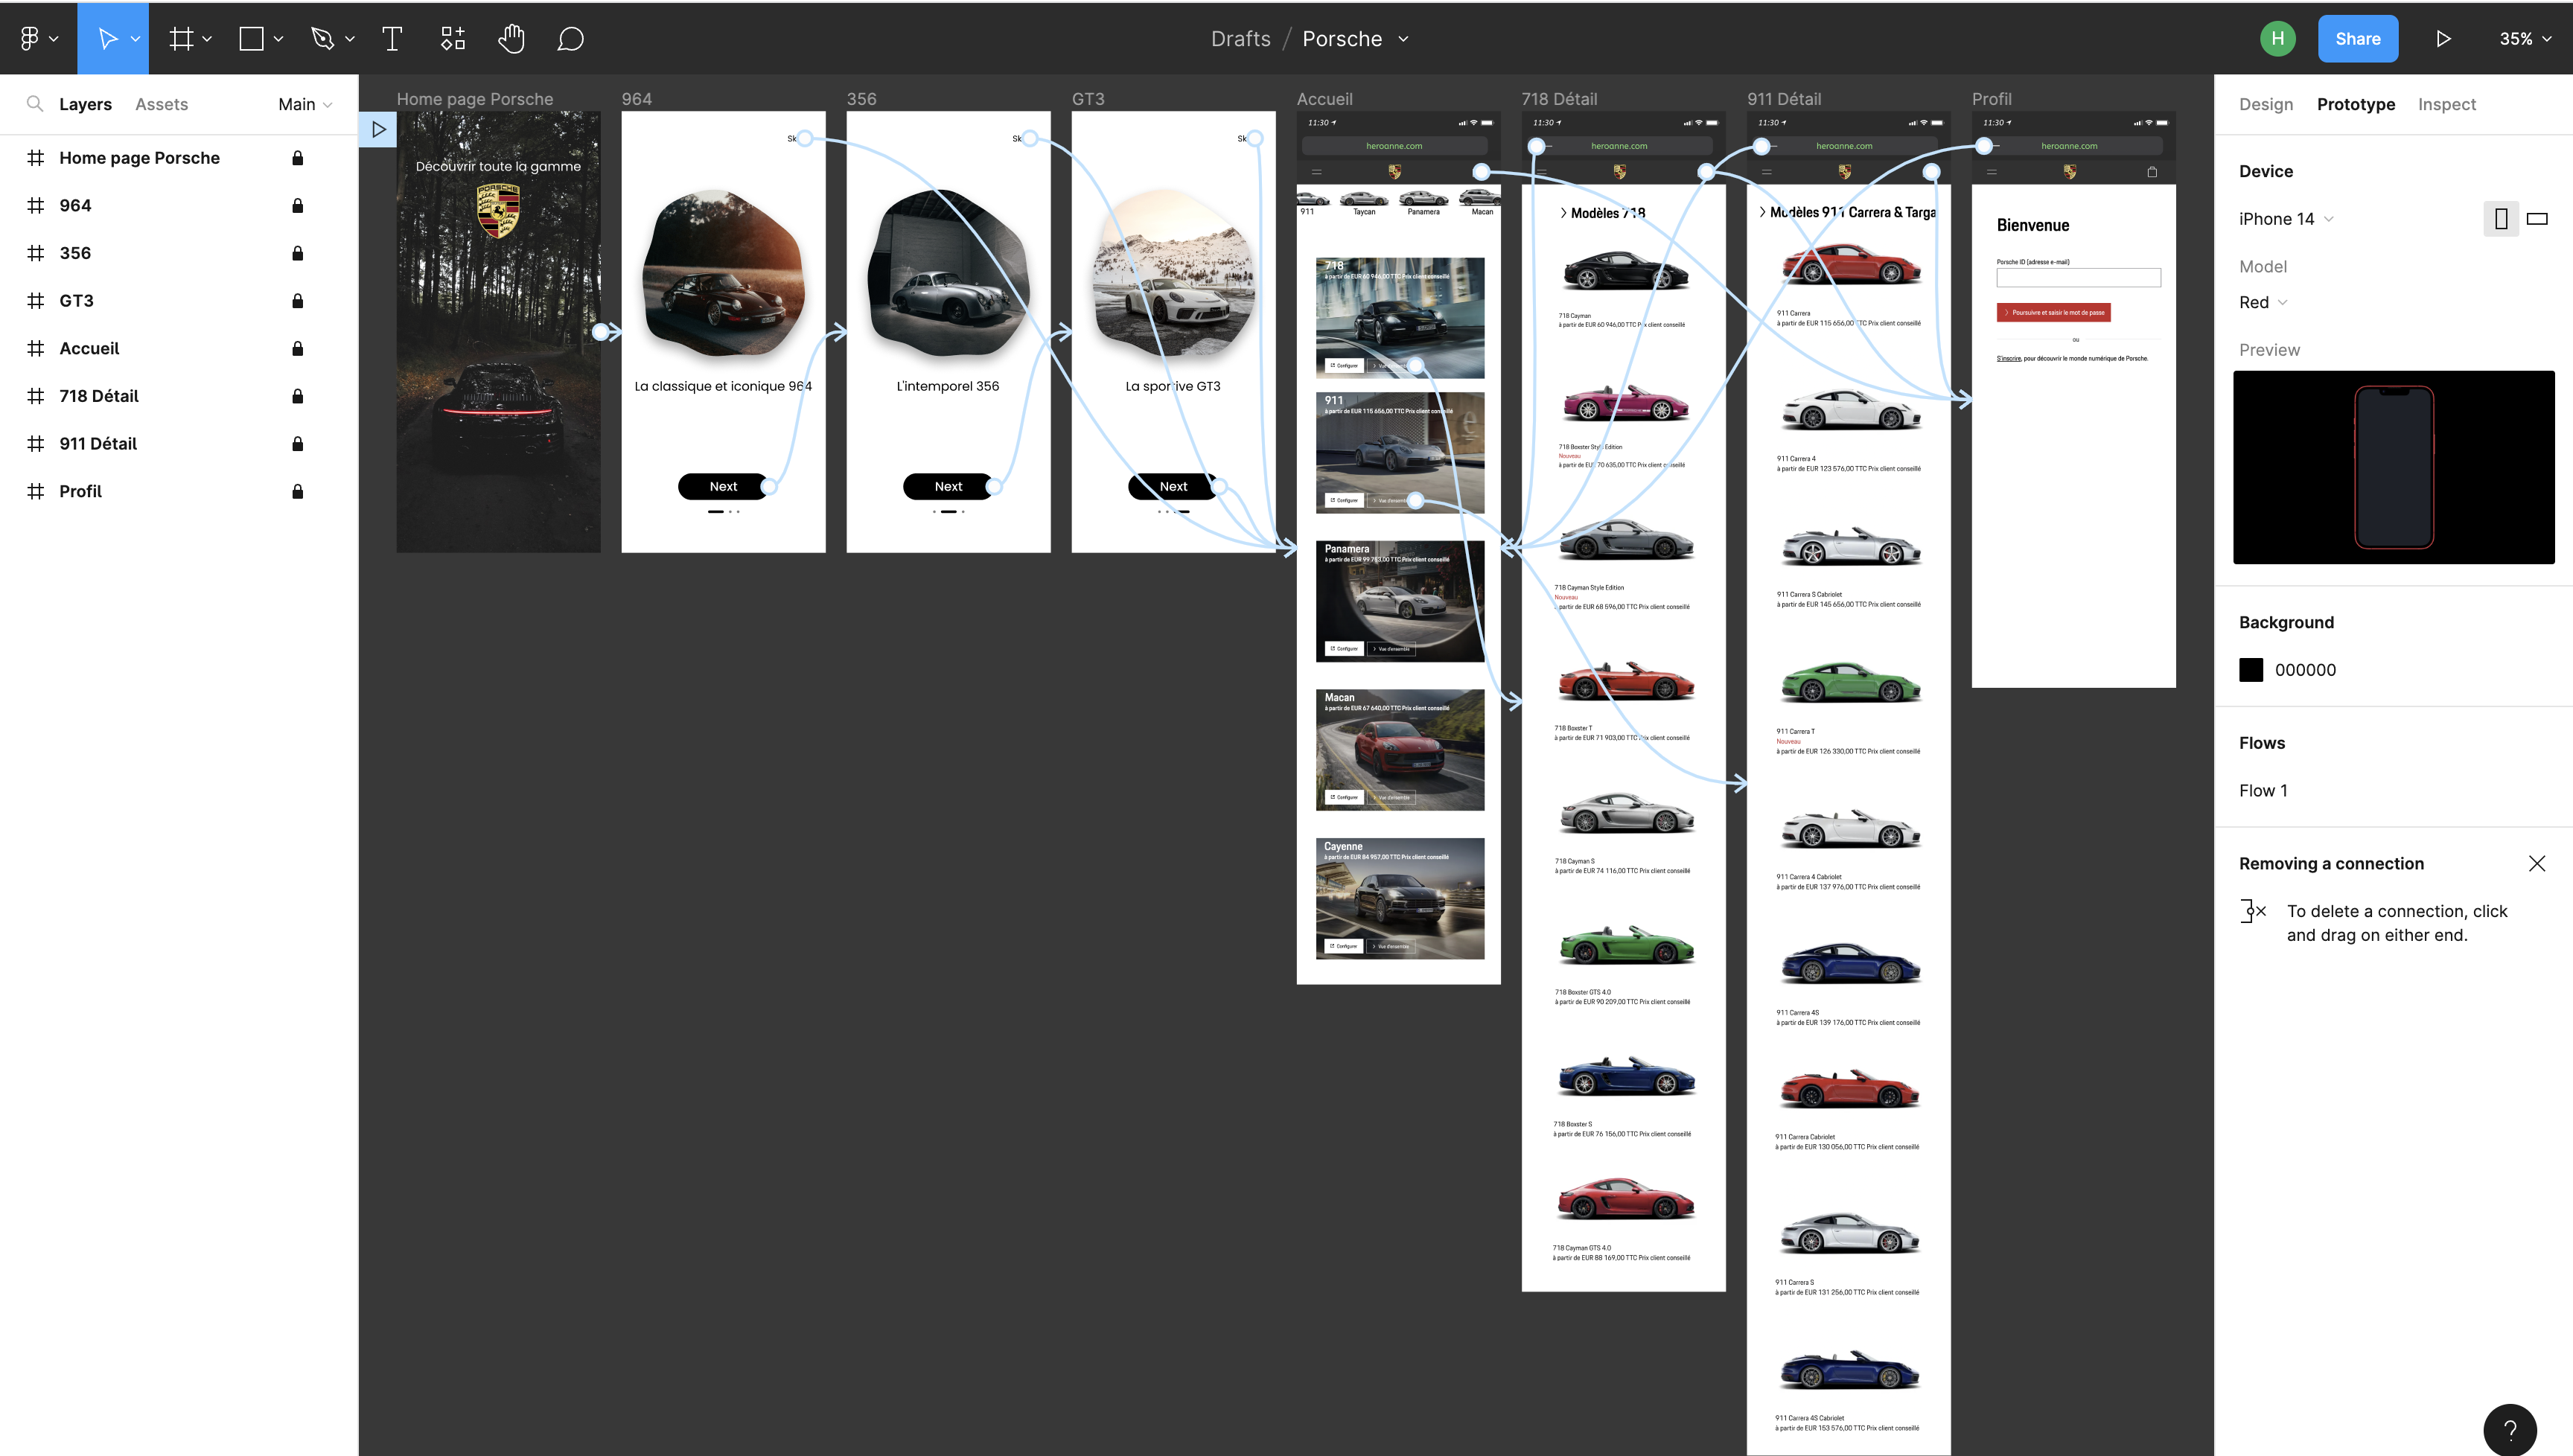 Drafts / Porsche
H
Share
35%
Layers
Assets
Main
Home page Porsche
964
356
GT3
Accueil
718 Détail
911 Détail
Profil
Home page Porsche
Découvrir toute la gamme
PORSCHE
964
Sk
La classique et iconique 964
Next
356
Sk
L'intemporel 356
Next
GT3
Sk
La sportive GT3
Next
Accueil
11:30
heroanne.com
911
Taycan
Panamera
Macan
718
à partir de EUR 60 946,00 TTC Prix client conseillé
Configurer
Vue d'ensemble
911
à partir de EUR 115 656,00 TTC Prix client conseillé
Configurer
Vue d'ensemble
Panamera
à partir de EUR 99 783,00 TTC Prix client conseillé
Configurer
Vue d'ensemble
Macan
à partir de EUR 67 640,00 TTC Prix client conseillé
Configurer
Vue d'ensemble
Cayenne
à partir de EUR 84 957,00 TTC Prix client conseillé
Configurer
Vue d'ensemble
718 Détail
11:30
heroanne.com
Modèles 718
718 Cayman
à partir de EUR 60 946,00 TTC Prix client conseillé
718 Boxster Style Edition
Nouveau
à partir de EUR 70 635,00 TTC Prix client conseillé
718 Cayman Style Edition
Nouveau
à partir de EUR 68 596,00 TTC Prix client conseillé
718 Boxster T
à partir de EUR 71 903,00 TTC Prix client conseillé
718 Cayman S
à partir de EUR 74 116,00 TTC Prix client conseillé
718 Boxster GTS 4.0
à partir de EUR 90 209,00 TTC Prix client conseillé
718 Boxster S
à partir de EUR 76 156,00 TTC Prix client conseillé
718 Cayman GTS 4.0
à partir de EUR 88 169,00 TTC Prix client conseillé
911 Détail
11:30
heroanne.com
Modèles 911 Carrera & Targa
911 Carrera
à partir de EUR 115 656,00 TTC Prix client conseillé
911 Carrera 4
à partir de EUR 123 576,00 TTC Prix client conseillé
911 Carrera S Cabriolet
à partir de EUR 145 656,00 TTC Prix client conseillé
911 Carrera T
Nouveau
à partir de EUR 126 330,00 TTC Prix client conseillé
911 Carrera 4 Cabriolet
à partir de EUR 137 976,00 TTC Prix client conseillé
911 Carrera 4S
à partir de EUR 139 176,00 TTC Prix client conseillé
911 Carrera Cabriolet
à partir de EUR 130 056,00 TTC Prix client conseillé
911 Carrera S
à partir de EUR 131 256,00 TTC Prix client conseillé
911 Carrera 4S Cabriolet
à partir de EUR 153 576,00 TTC Prix client conseillé
Profil
11:30
heroanne.com
Bienvenue
Porsche ID (adresse e-mail)
Poursuivre et saisir le mot de passe
ou
S'inscrire, pour découvrir le monde numérique de Porsche.
Design
Prototype
Inspect
Device
iPhone 14
Model
Red
Preview
Background
000000
Flows
Flow 1
Removing a connection
To delete a connection, click
and drag on either end.
?